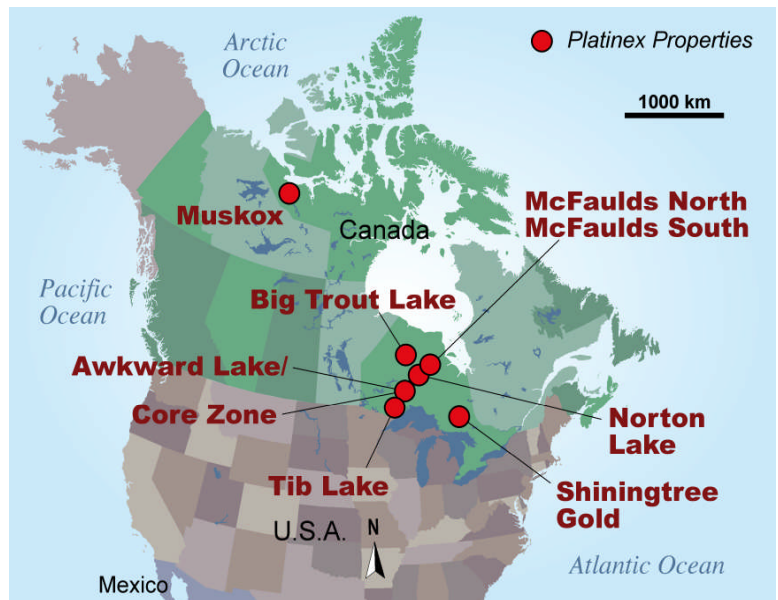 Arctic
Ocean
Platinex Properties
1000 km
McFaulds North
McFaulds South
Muskox
Canada
Pacific
Ocean
Big Trout Lake
Awkward Lake/
Core Zone
Norton
Lake
Tib Lake
Shiningtree
Gold
U.S.A.
N
Atlantic Ocean
Mexico